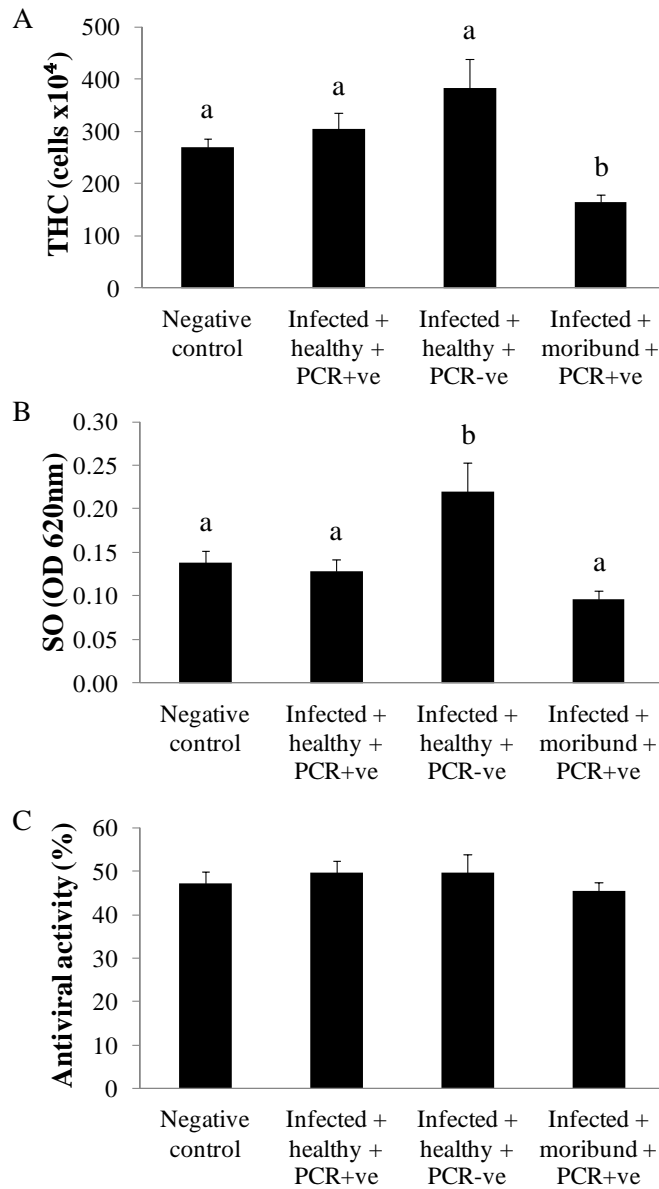 A
THC (cells x10⁴)
500
400
300
200
100
0
a
a
a
b
Negative control
Infected + healthy + PCR+ve
Infected + healthy + PCR-ve
Infected + moribund + PCR+ve
B
SO (OD 620nm)
0.30
0.25
0.20
0.15
0.10
0.05
0.00
a
a
b
a
Negative control
Infected + healthy + PCR+ve
Infected + healthy + PCR-ve
Infected + moribund + PCR+ve
C
Antiviral activity (%)
60
50
40
30
20
10
0
Negative control
Infected + healthy + PCR+ve
Infected + healthy + PCR-ve
Infected + moribund + PCR+ve